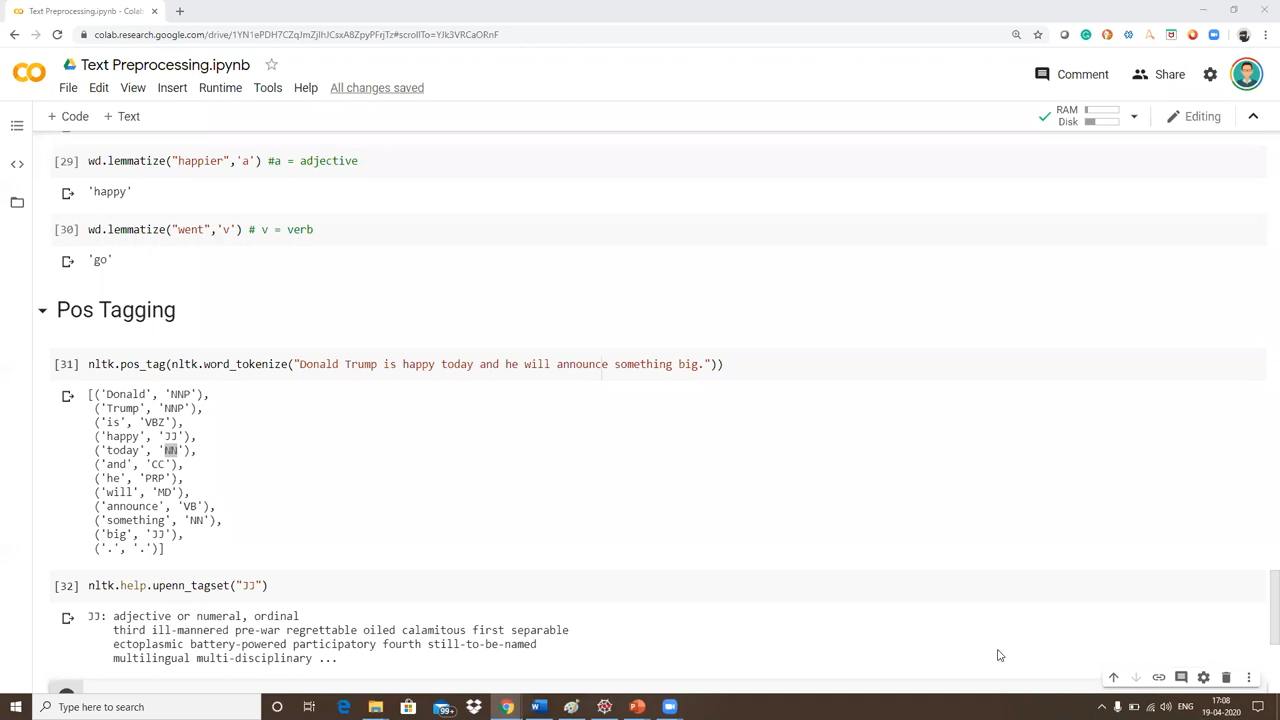 Text Preprocessing.ipynb - Colab
colab.research.google.com/drive/1YN1ePDH7CZqJmZjIhJCsxA8ZpyPFrjTz#scrollTo=YJk3VRCaORnF
Text Preprocessing.ipynb
Comment
Share
File Edit View Insert Runtime Tools Help All changes saved
+ Code + Text
RAM
Disk
Editing
[29] wd.lemmatize("happier",'a') #a = adjective
'happy'
[30] wd.lemmatize("went",'v') # v = verb
'go'
Pos Tagging
[31] nltk.pos_tag(nltk.word_tokenize("Donald Trump is happy today and he will announce something big."))
[('Donald', 'NNP'),
('Trump', 'NNP'),
('is', 'VBZ'),
('happy', 'JJ'),
('today', 'NN'),
('and', 'CC'),
('he', 'PRP'),
('will', 'MD'),
('announce', 'VB'),
('something', 'NN'),
('big', 'JJ'),
('.', '.')]
[32] nltk.help.upenn_tagset("JJ")
JJ: adjective or numeral, ordinal
third ill-mannered pre-war regrettable oiled calamitous first separable
ectoplasmic battery-powered participatory fourth still-to-be-named
multilingual multi-disciplinary ...
Type here to search
99+
ENG
17:08
19-04-2020